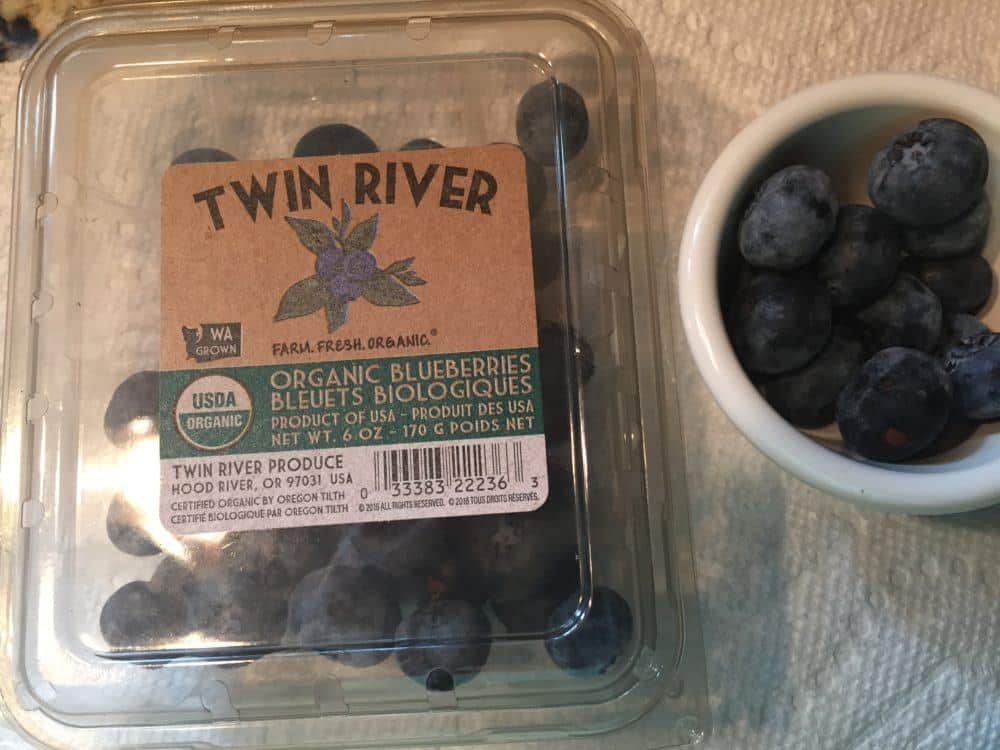 TWIN RIVER
WA
GROWN
FARM. FRESH. ORGANIC.®
USDA
ORGANIC
ORGANIC BLUEBERRIES
BLEUETS BIOLOGIQUES
PRODUCT OF USA - PRODUIT DES USA
NET WT. 6 OZ - 170 G POIDS NET
TWIN RIVER PRODUCE
HOOD RIVER, OR 97031 USA
CERTIFIED ORGANIC BY OREGON TILTH
CERTIFIÉ BIOLOGIQUE PAR OREGON TILTH
0 33383 22236 3
© 2016 ALL RIGHTS RESERVED. © 2016 TOUS DROITS RÉSERVÉS.